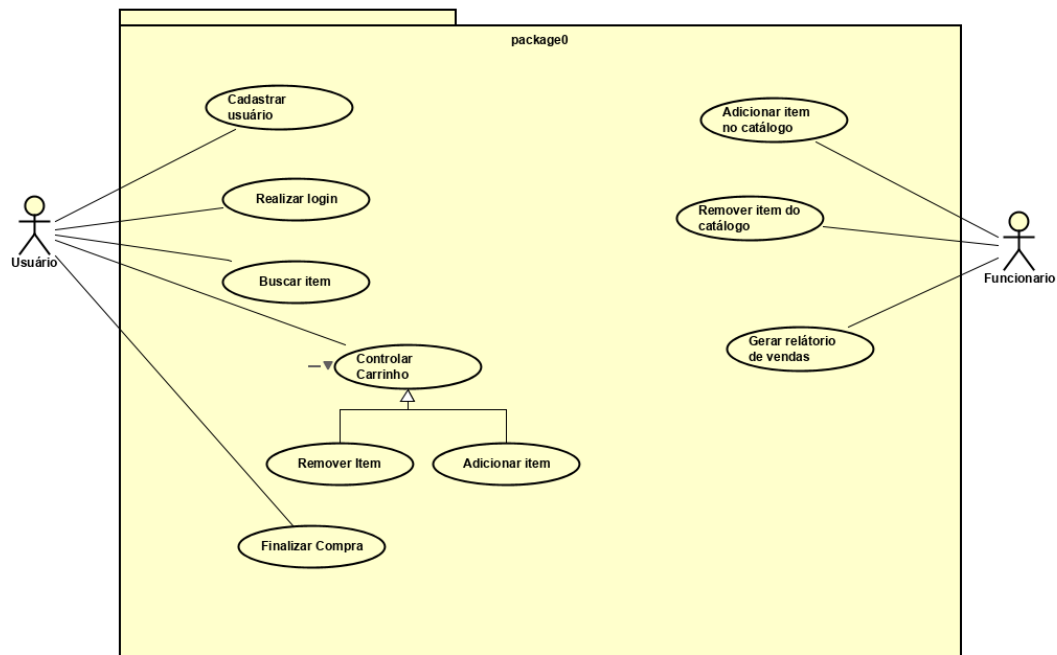 package0
Cadastrar
usuário
Adicionar item
no catálogo
Realizar login
Remover item do
catálogo
Usuário
Funcionario
Buscar item
Controlar
Carrinho
Gerar relátorio
de vendas
Remover Item
Adicionar item
Finalizar Compra